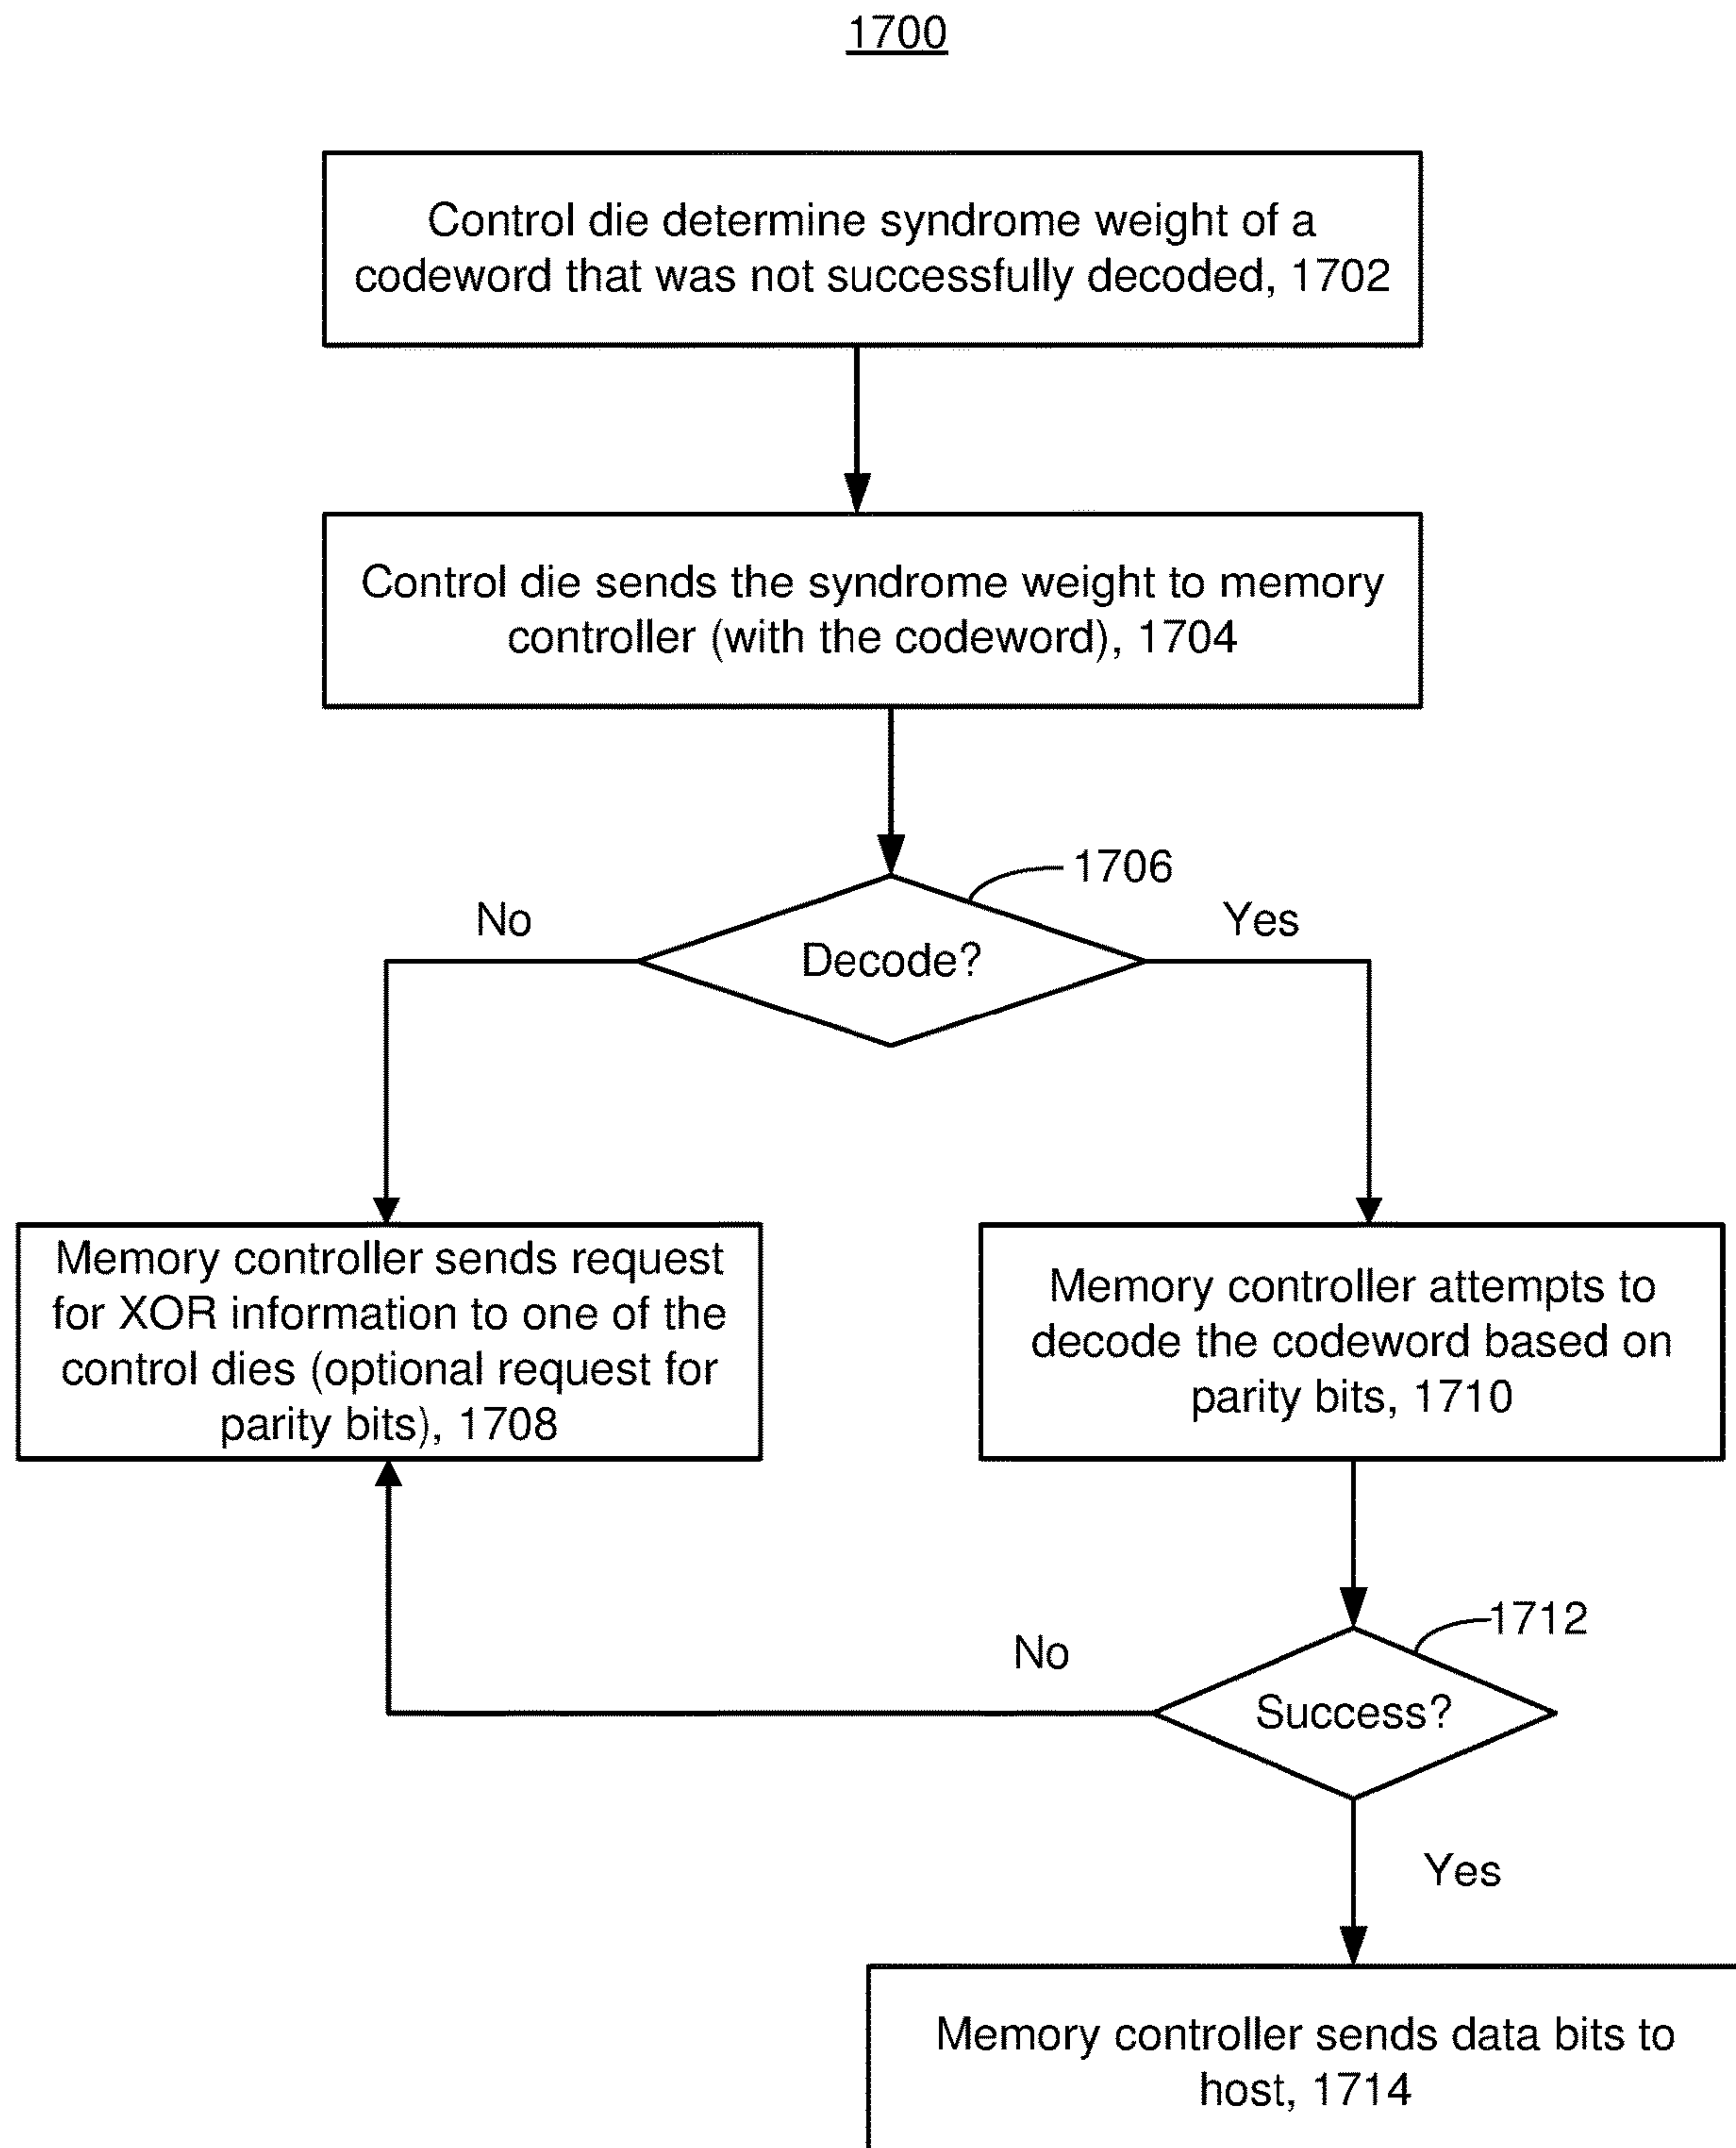 1700
Control die determine syndrome weight of a
codeword that was not successfully decoded, 1702
Control die sends the syndrome weight to memory
controller (with the codeword), 1704
1706
No
Yes
Decode?
Memory controller sends request
for XOR information to one of the
control dies (optional request for
parity bits), 1708
Memory controller attempts to
decode the codeword based on
parity bits, 1710
1712
No
Success?
Yes
Memory controller sends data bits to
host, 1714